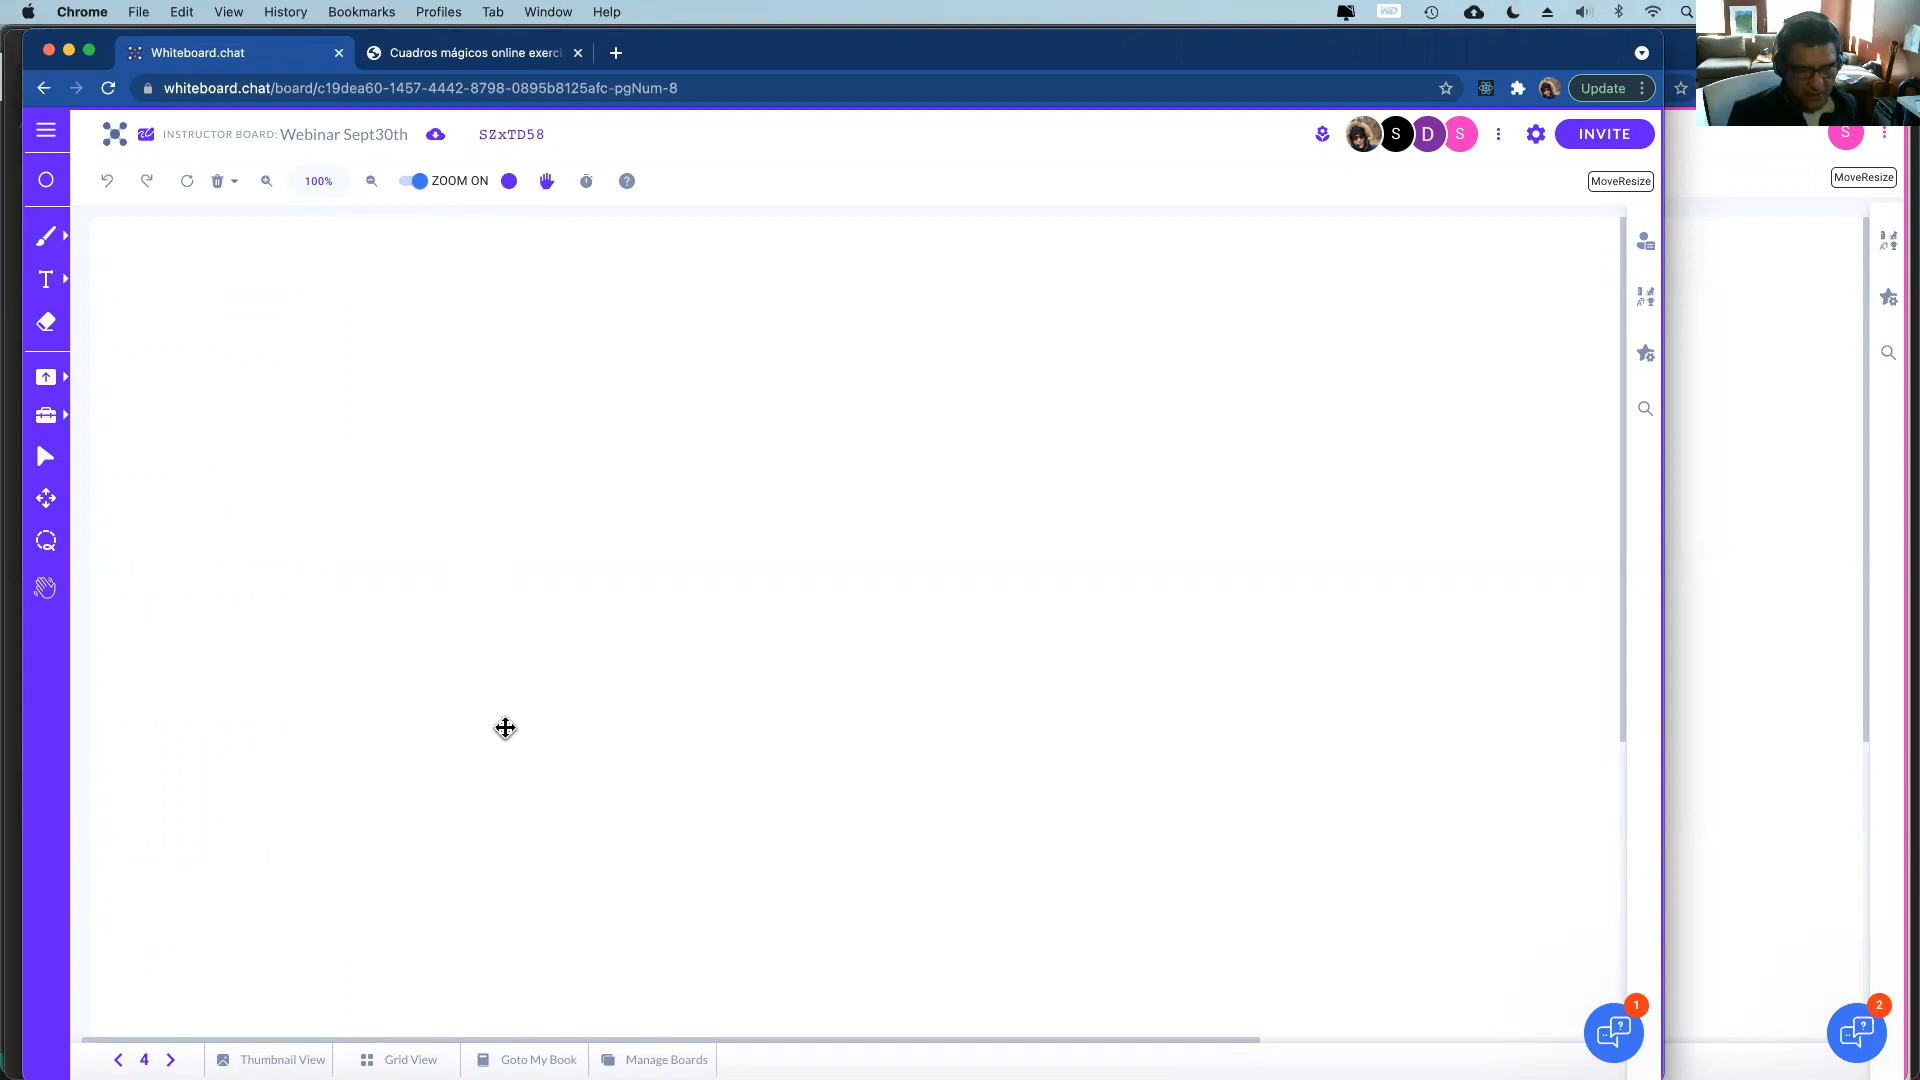 Chrome File Edit View History Bookmarks Profiles Tab Window Help
Whiteboard.chat
Cuadros mágicos online exerci
whiteboard.chat/board/c19dea60-1457-4442-8798-0895b8125afc-pgNum-8
Update
INSTRUCTOR BOARD: Webinar Sept30th SZxTD58
S D S
INVITE
S
100%
ZOOM ON
MoveResize
MoveResize
T
1
2
4
Thumbnail View
Grid View
Goto My Book
Manage Boards